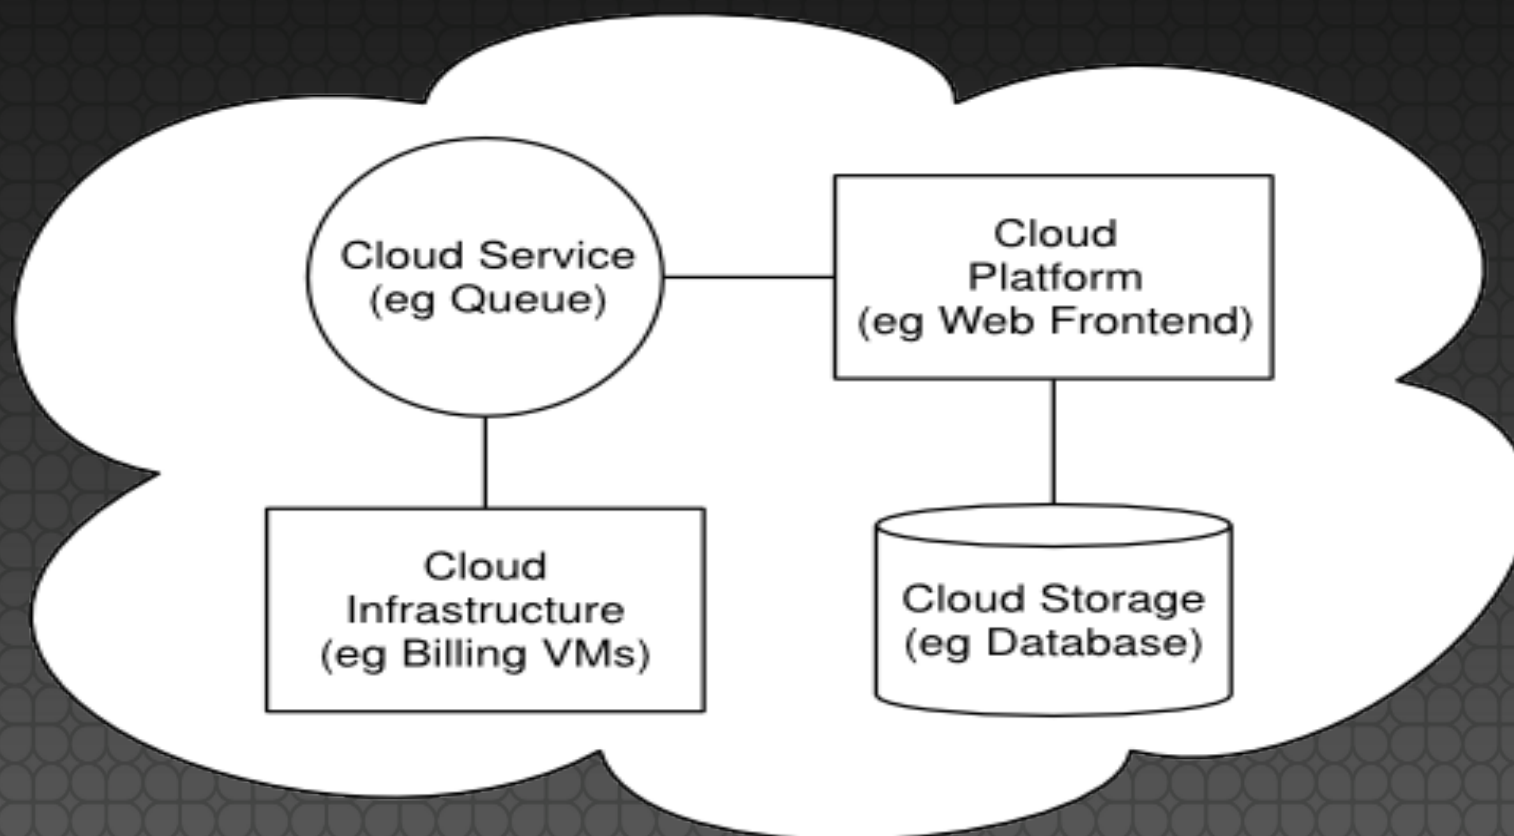 Cloud Service
(eg Queue)
Cloud
Platform
(eg Web Frontend)
Cloud
Infrastructure
(eg Billing VMs)
Cloud Storage
(eg Database)